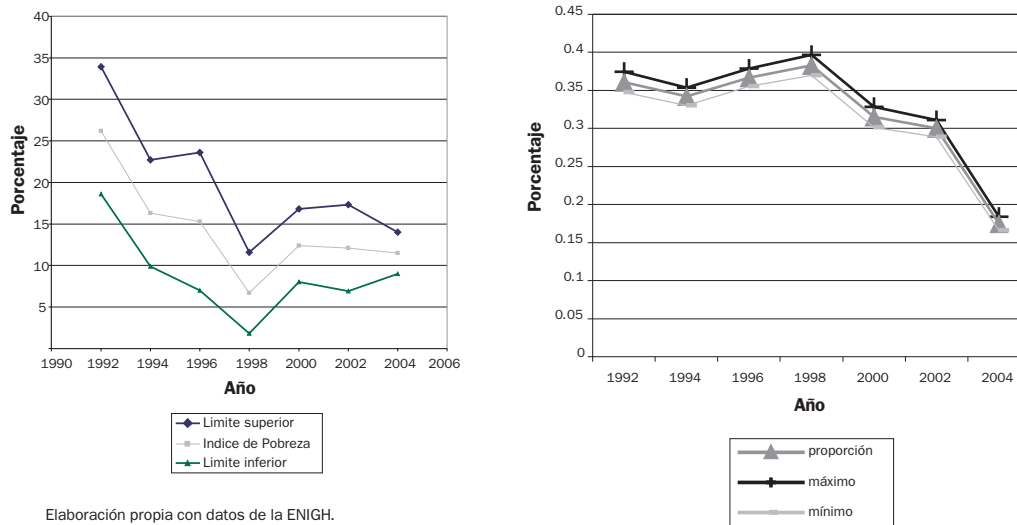 40
35
30
25
20
15
10
5
Porcentaje
1990 1992 1994 1996 1998 2000 2002 2004 2006
Año
Limite superior
Indice de Pobreza
Limite inferior
Elaboración propia con datos de la ENIGH.
0.45
0.4
0.35
0.3
0.25
0.2
0.15
0.1
0.05
0
Porcentaje
1992 1994 1996 1998 2000 2002 2004
Año
proporción
máximo
mínimo